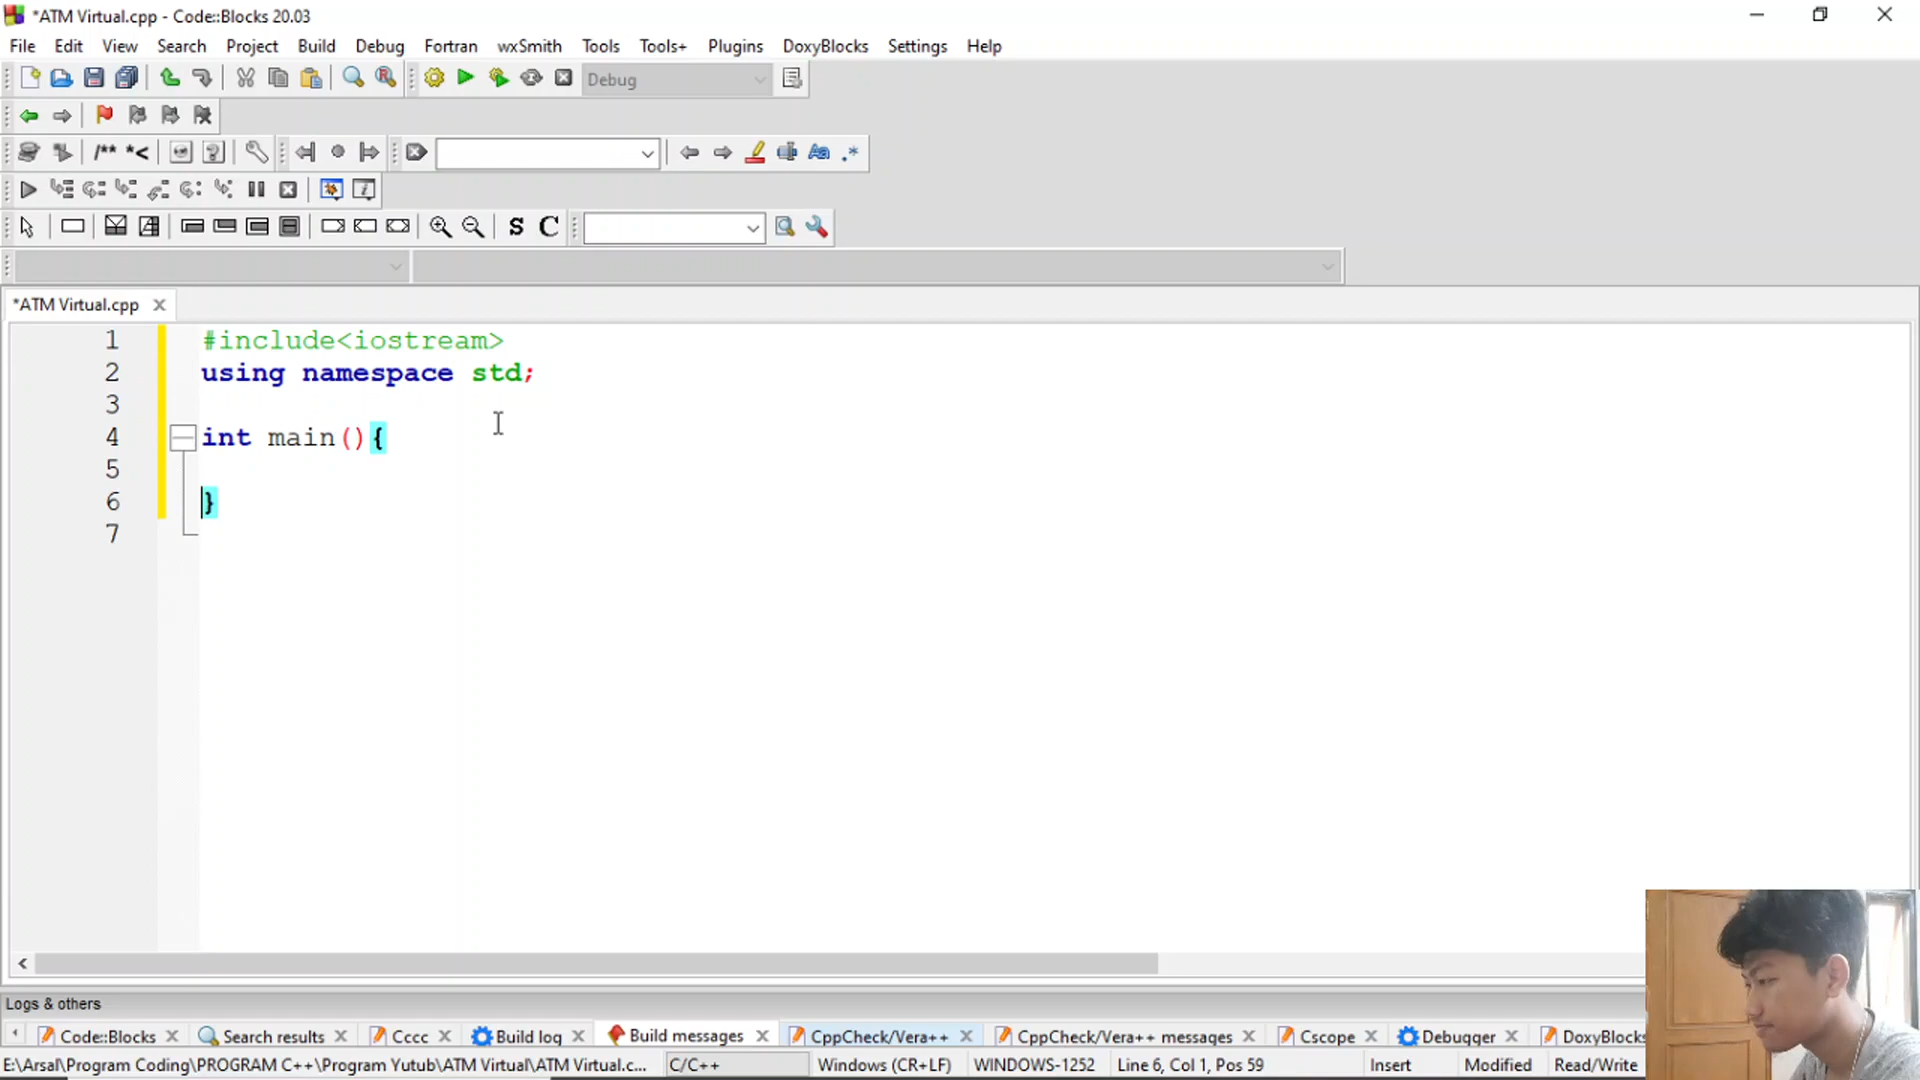 *ATM Virtual.cpp - Code::Blocks 20.03
File Edit View Search Project Build Debug Fortran wxSmith Tools Tools+ Plugins DoxyBlocks Settings Help
Debug
/** *<
Aa .*
S C
*ATM Virtual.cpp
1 #include<iostream>
2 using namespace std;
3
4 int main(){
5
6 }
7
Logs & others
Code::Blocks Search results Cccc Build log Build messages CppCheck/Vera++ CppCheck/Vera++ messages Cscope Debugger DoxyBlocks
E:\Arsal\Program Coding\PROGRAM C++\Program Yutub\ATM Virtual\ATM Virtual.c... C/C++ Windows (CR+LF) WINDOWS-1252 Line 6, Col 1, Pos 59 Insert Modified Read/Write